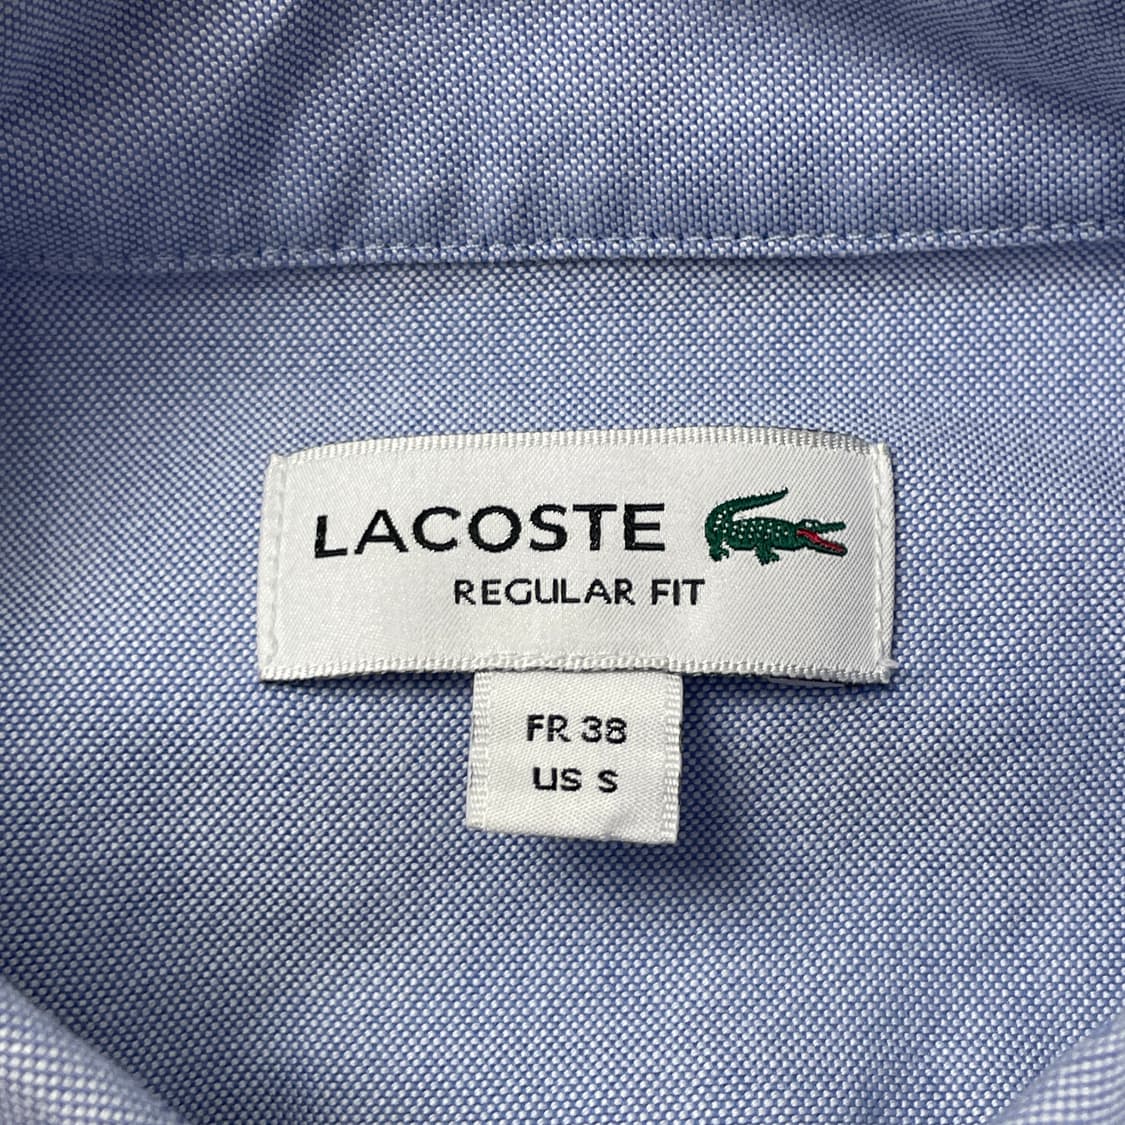 LACOSTE
REGULAR FIT
FR 38
US S